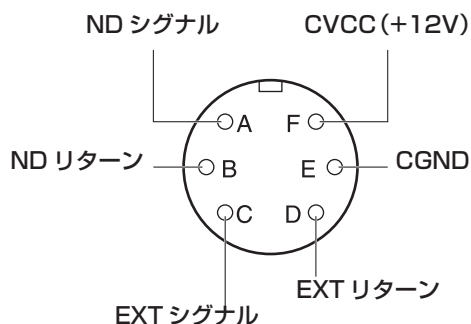 ND シグナル
CVCC（+12V）
A
F
ND リターン
B
E
CGND
C
D
EXT リターン
EXT シグナル